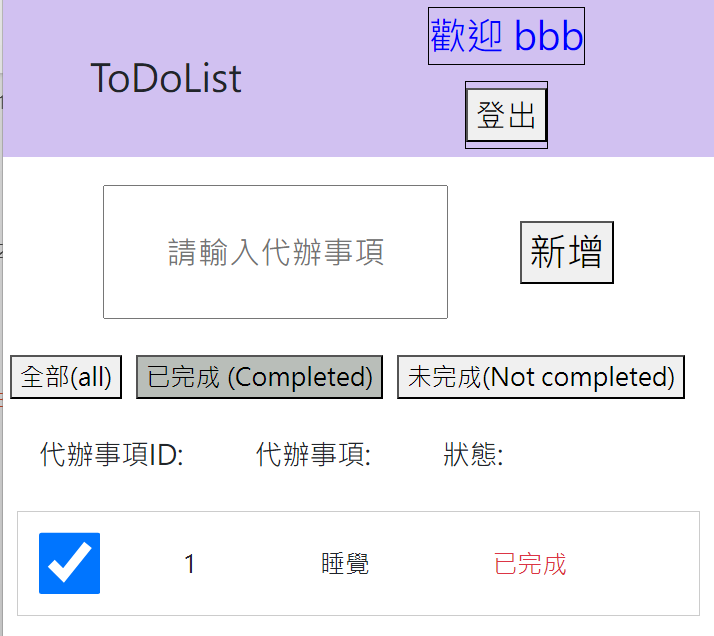 ToDoList
歡迎 bbb
登出
請輸入代辦事項
新增
全部(all) 已完成 (Completed) 未完成(Not completed)
代辦事項ID: 代辦事項: 狀態:
1 睡覺 已完成